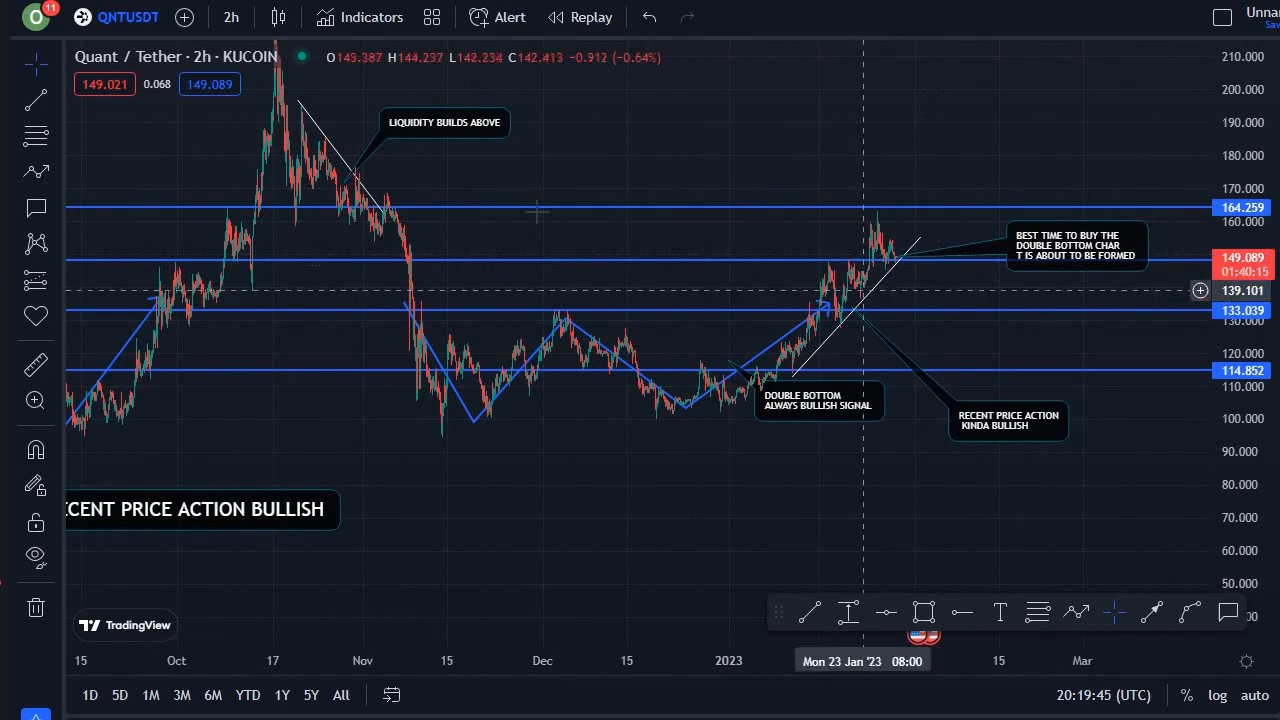 O
11
QNTUSDT
2h
Indicators
Alert
Replay
Unnar
Sav
Quant / Tether · 2h · KUCOIN
O143.387 H144.237 L142.234 C142.413 −0.912 (−0.64%)
149.021
0.068
149.089
LIQUIDITY BUILDS ABOVE
BEST TIME TO BUY THE
DOUBLE BOTTOM CHAR
T IS ABOUT TO BE FORMED
DOUBLE BOTTOM
ALWAYS BULLISH SIGNAL
RECENT PRICE ACTION
KINDA BULLISH
ECENT PRICE ACTION BULLISH
210.000
200.000
190.000
180.000
170.000
164.259
160.000
149.089
01:40:15
139.101
133.039
130.000
120.000
114.852
110.000
100.000
90.000
80.000
70.000
60.000
50.000
TradingView
15
Oct
17
Nov
15
Dec
15
2023
Mon 23 Jan '23 08:00
15
Mar
1D 5D 1M 3M 6M YTD 1Y 5Y All
20:19:45 (UTC)
%
log
auto